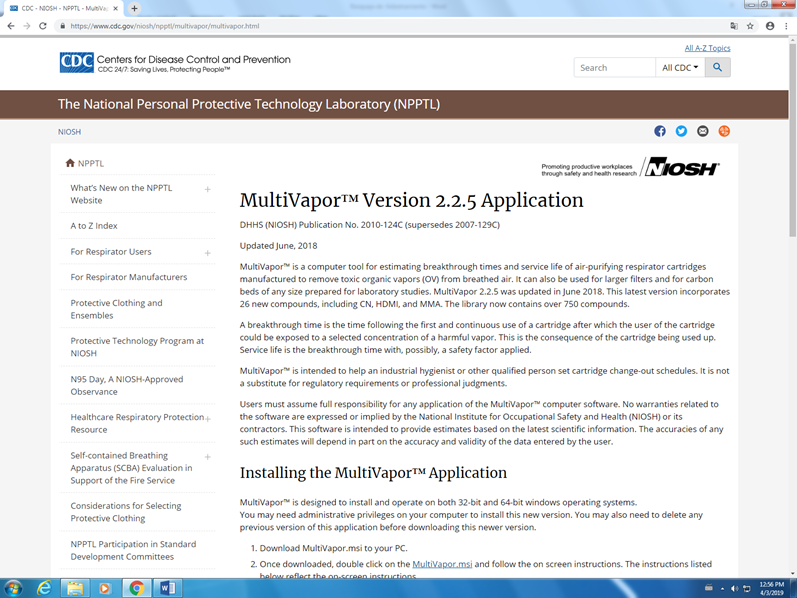 CDC - NIOSH - NPPTL - MultiVa
https://www.cdc.gov/niosh/npptl/multivapor/multivapor.html
All A-Z Topics
CDC Centers for Disease Control and Prevention
CDC 24/7: Saving Lives, Protecting People™
Search
All CDC
The National Personal Protective Technology Laboratory (NPPTL)
NIOSH
NPPTL
What's New on the NPPTL
Website
A to Z Index
For Respirator Users
For Respirator Manufacturers
Protective Clothing and
Ensembles
Protective Technology Program at
NIOSH
N95 Day, A NIOSH-Approved
Observance
Healthcare Respiratory Protection
Resource
Self-contained Breathing
Apparatus (SCBA) Evaluation in
Support of the Fire Service
Considerations for Selecting
Protective Clothing
NPPTL Participation in Standard
Development Committees
Promoting productive workplaces
through safety and health research
NIOSH
MultiVapor™ Version 2.2.5 Application
DHHS (NIOSH) Publication No. 2010-124C (supersedes 2007-129C)
Updated June, 2018
MultiVapor™ is a computer tool for estimating breakthrough times and service life of air-purifying respirator cartridges
manufactured to remove toxic organic vapors (OV) from breathed air. It can also be used for larger filters and for carbon
beds of any size prepared for laboratory studies. MultiVapor 2.2.5 was updated in June 2018. This latest version incorporates
26 new compounds, including CN, HDMI, and MMA. The library now contains over 750 compounds.
A breakthrough time is the time following the first and continuous use of a cartridge after which the user of the cartridge
could be exposed to a selected concentration of a harmful vapor. This is the consequence of the cartridge being used up.
Service life is the breakthrough time with, possibly, a safety factor applied.
MultiVapor™ is intended to help an industrial hygienist or other qualified person set cartridge change-out schedules. It is not
a substitute for regulatory requirements or professional judgments.
Users must assume full responsibility for any application of the MultiVapor™ computer software. No warranties related to
the software are expressed or implied by the National Institute for Occupational Safety and Health (NIOSH) or its
contractors. This software is intended to provide estimates based on the latest scientific information. The accuracies of any
such estimates will depend in part on the accuracy and validity of the data entered by the user.
Installing the MultiVapor™ Application
MultiVapor™ is designed to install and operate on both 32-bit and 64-bit windows operating systems.
You may need administrative privileges on your computer to install this new version. You may also need to delete any
previous version of this application before downloading this newer version.
1. Download MultiVapor.msi to your PC.
2. Once downloaded, double click on the MultiVapor.msi and follow the on screen instructions. The instructions listed
below reflect the on-screen instructions.
12:56 PM
4/3/2019